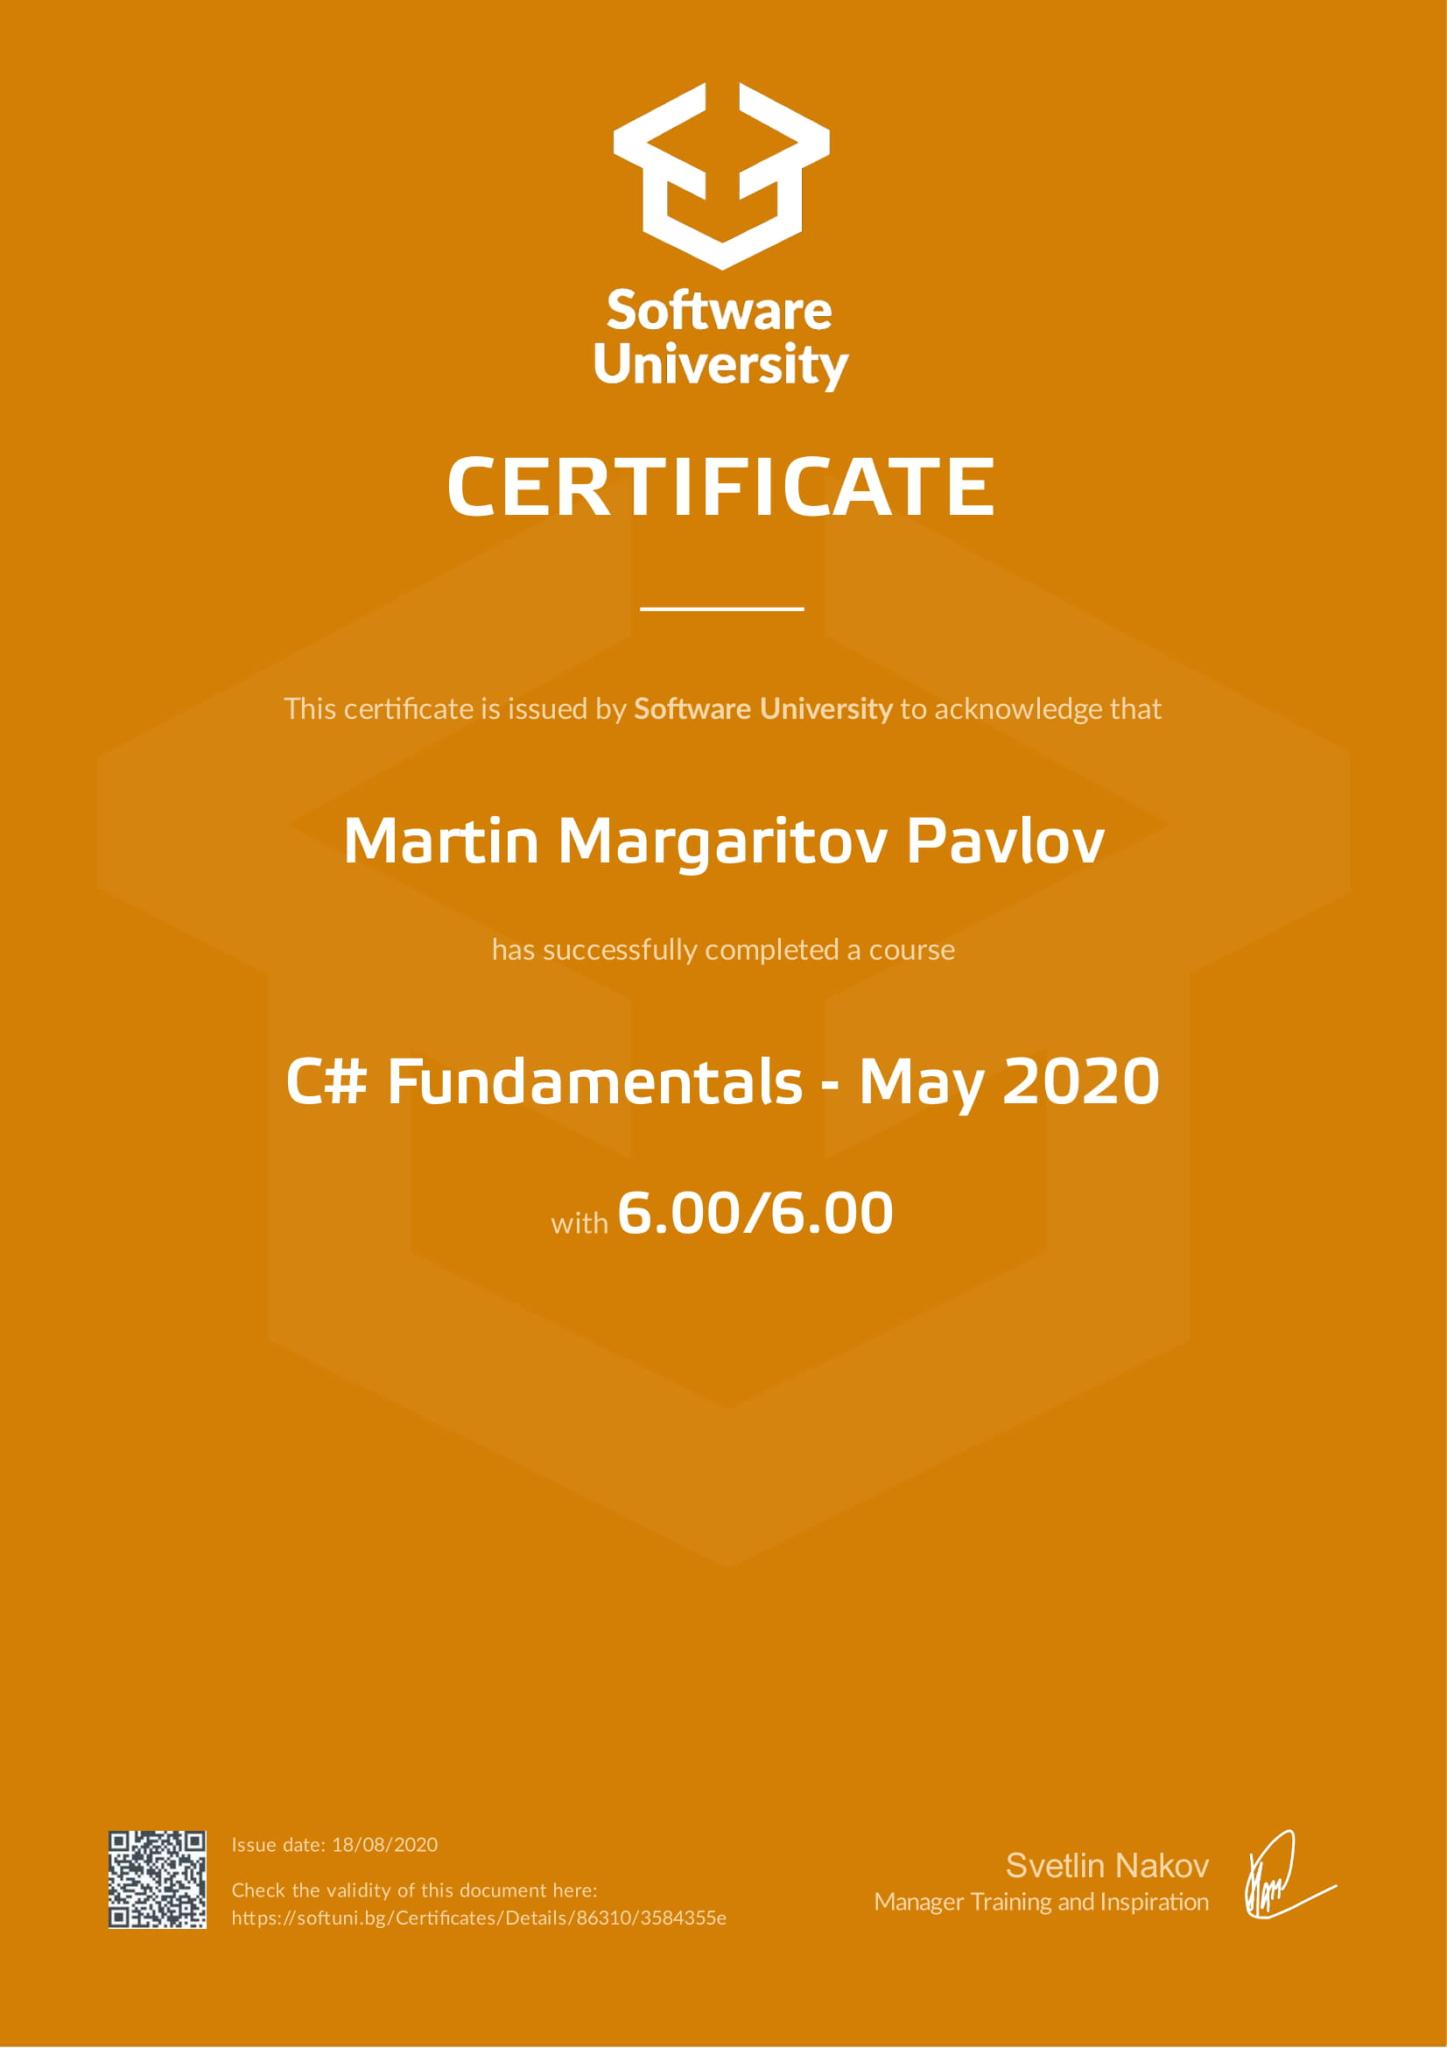 Software
University
CERTIFICATE
This certificate is issued by Software University to acknowledge that
Martin Margaritov Pavlov
has successfully completed a course
C# Fundamentals - May 2020
with 6.00/6.00
Issue date: 18/08/2020
Check the validity of this document here:
https://softuni.bg/Certificates/Details/86310/3584355e
Svetlin Nakov
Manager Training and Inspiration